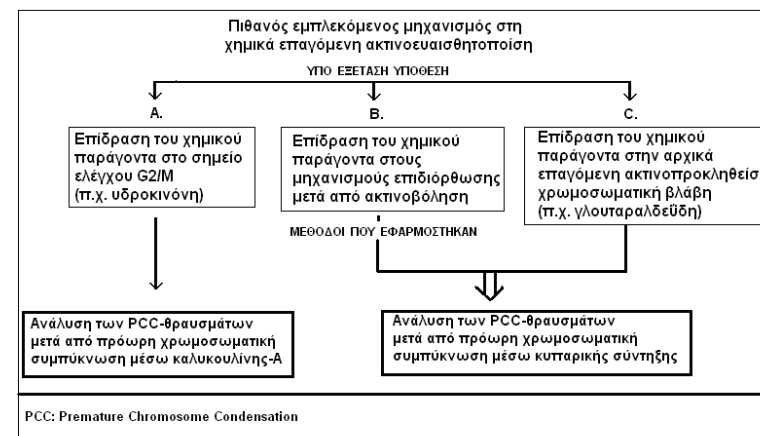 Πιθανός εμπλεκόμενος μηχανισμός στη
χημικά επαγόμενη ακτινοευαισθητοποίση
ΥΠΟ ΕΞΕΤΑΣΗ ΥΠΟΘΕΣΗ
Α.
Β.
C.
Επίδραση του χημικού
παράγοντα στο σημείο
ελέγχου G2/M
(π.χ. υδροκινόνη)
Επίδραση του χημικού
παράγοντα στους
μηχανισμούς επιδιόρθωσης
μετά από ακτινοβόληση
Επίδραση του χημικού
παράγοντα στην αρχικά
επαγόμενη ακτινοπροκληθείσ
χρωμοσωματική βλάβη
(π.χ. γλουταραλδεΰδη)
ΜΕΘΟΔΟΙ ΠΟΥ ΕΦΑΡΜΟΣΤΗΚΑΝ
Ανάλυση των PCC-θραυσμάτων
μετά από πρόωρη χρωμοσωματική
συμπύκνωση μέσω καλυκουλίνης-Α
Ανάλυση των PCC-θραυσμάτων
μετά από πρόωρη χρωμοσωματική
συμπύκνωση μέσω κυτταρικής σύντηξης
PCC: Premature Chromosome Condensation